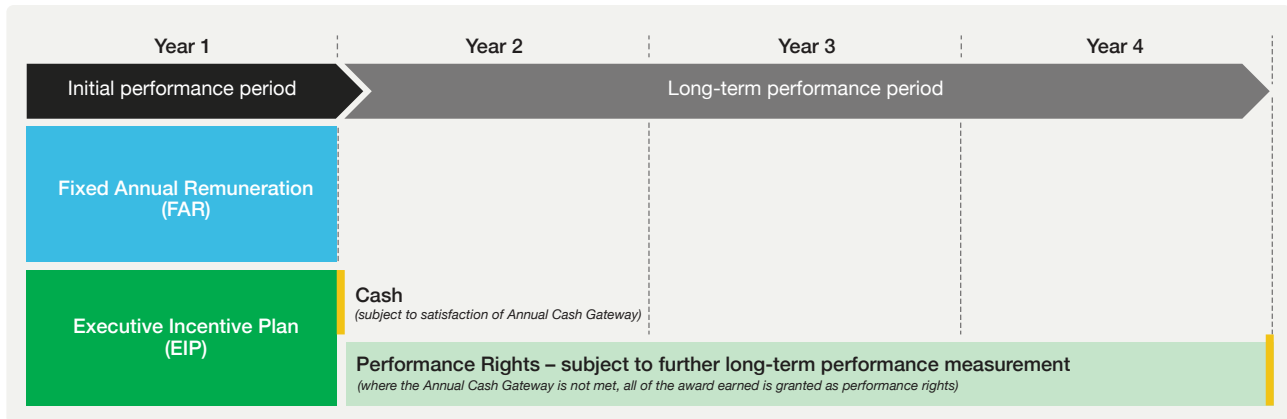 Year 1
Year 2
Year 3
Year 4
Initial performance period
Long-term performance period
Fixed Annual Remuneration
(FAR)
Executive Incentive Plan
(EIP)
Cash
(subject to satisfaction of Annual Cash Gateway)
Performance Rights – subject to further long-term performance measurement
(where the Annual Cash Gateway is not met, all of the award earned is granted as performance rights)